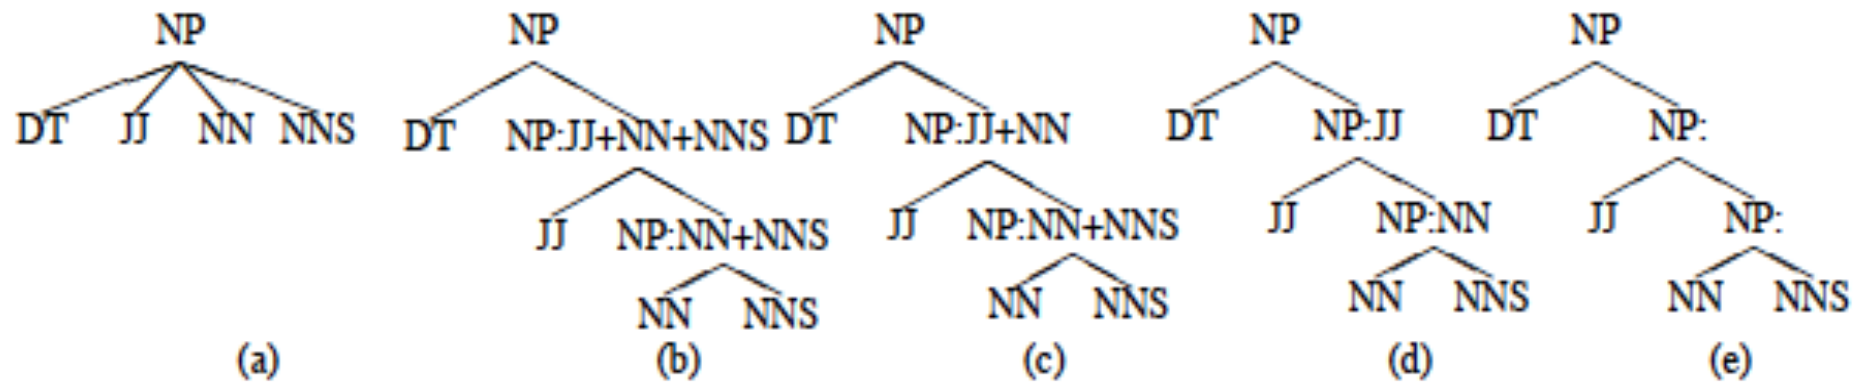 NP NP NP NP NP
DT JJ NN NNS DT NP:JJ+NN+NNS DT NP:JJ+NN DT NP:JJ DT NP:
JJ NP:NN+NNS JJ NP:NN+NNS JJ NP:NN JJ NP:
NN NNS NN NNS NN NNS NN NNS
(a) (b) (c) (d) (e)